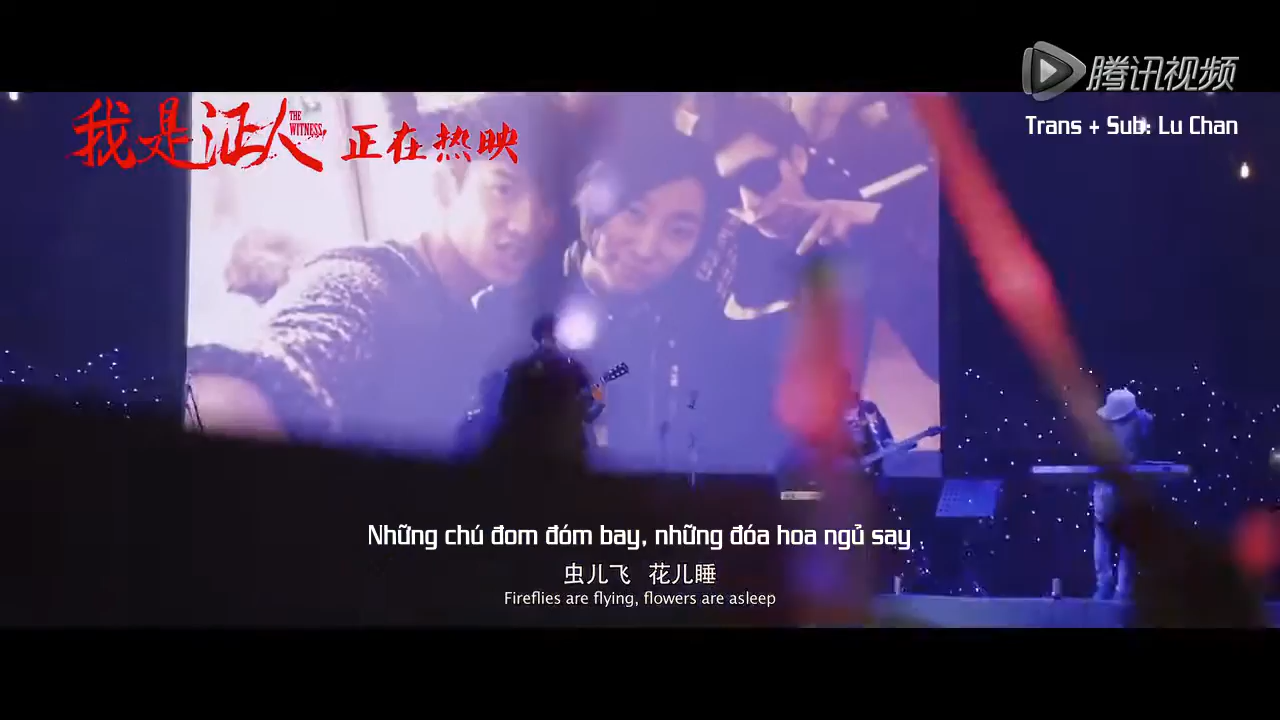 腾讯视频
Trans + Sub: Lu Chan
我是证人 THE WITNESS 正在热映
Những chú đom đóm bay, những đóa hoa ngủ say
虫儿飞 花儿睡
Fireflies are flying, flowers are asleep